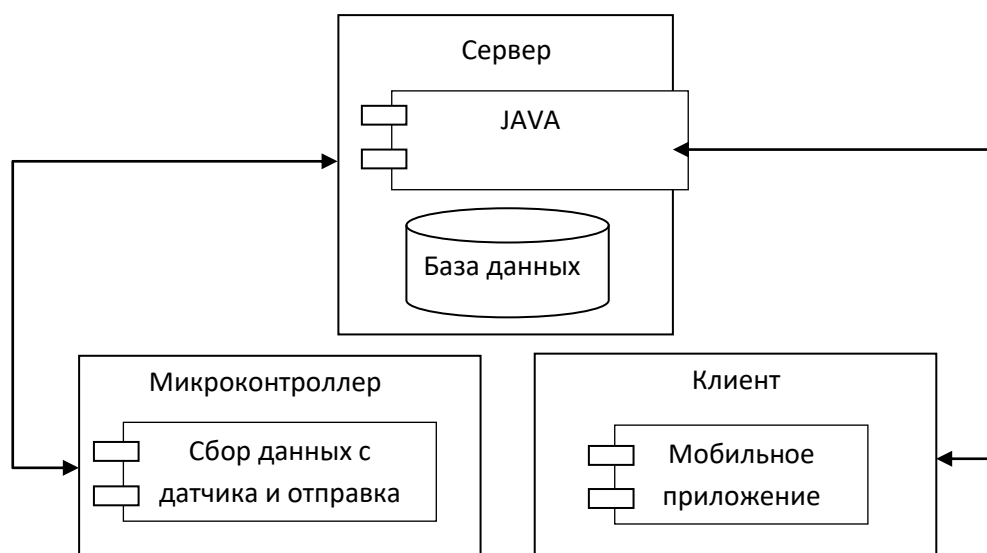 Сервер
JAVA
База данных
Микроконтроллер
Сбор данных с
датчика и отправка
Клиент
Мобильное
приложение